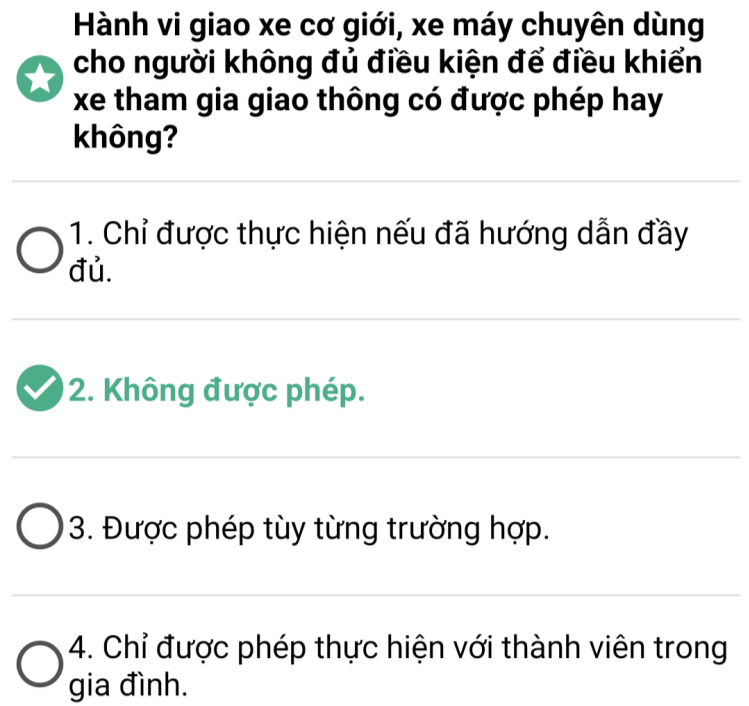 Hành vi giao xe cơ giới, xe máy chuyên dùng
cho người không đủ điều kiện để điều khiển
xe tham gia giao thông có được phép hay
không?
1. Chỉ được thực hiện nếu đã hướng dẫn đầy
đủ.
2. Không được phép.
3. Được phép tùy từng trường hợp.
4. Chỉ được phép thực hiện với thành viên trong
gia đình.